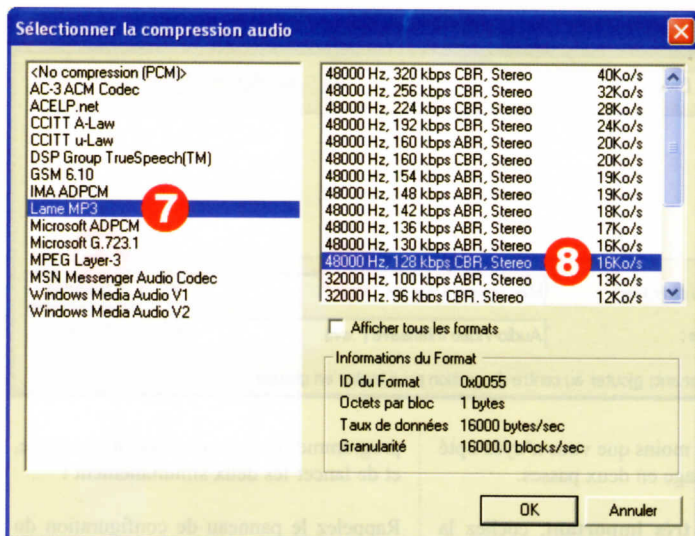 Sélectionner la compression audio
<No compression (PCM)>
AC-3 ACM Codec
ACELP.net
CCITT A-Law
CCITT u-Law
DSP Group TrueSpeech(TM)
GSM 6.10
IMA ADPCM
Lame MP3
7
Microsoft ADPCM
Microsoft G.723.1
MPEG Layer-3
MSN Messenger Audio Codec
Windows Media Audio V1
Windows Media Audio V2
48000 Hz, 320 kbps CBR, Stereo 40Ko/s
48000 Hz, 256 kbps CBR, Stereo 32Ko/s
48000 Hz, 224 kbps CBR, Stereo 28Ko/s
48000 Hz, 192 kbps CBR, Stereo 24Ko/s
48000 Hz, 160 kbps ABR, Stereo 20Ko/s
48000 Hz, 160 kbps CBR, Stereo 20Ko/s
48000 Hz, 154 kbps ABR, Stereo 19Ko/s
48000 Hz, 148 kbps ABR, Stereo 19Ko/s
48000 Hz, 142 kbps ABR, Stereo 18Ko/s
48000 Hz, 136 kbps ABR, Stereo 17Ko/s
48000 Hz, 130 kbps ABR, Stereo 16Ko/s
48000 Hz, 128 kbps CBR, Stereo 8 16Ko/s
32000 Hz, 100 kbps ABR, Stereo 13Ko/s
32000 Hz, 96 kbps CBR, Stereo 12Ko/s
Afficher tous les formats
Informations du Format
ID du Format 0x0055
Octets par bloc 1 bytes
Taux de données 16000 bytes/sec
Granularité 16000.0 blocks/sec
OK Annuler